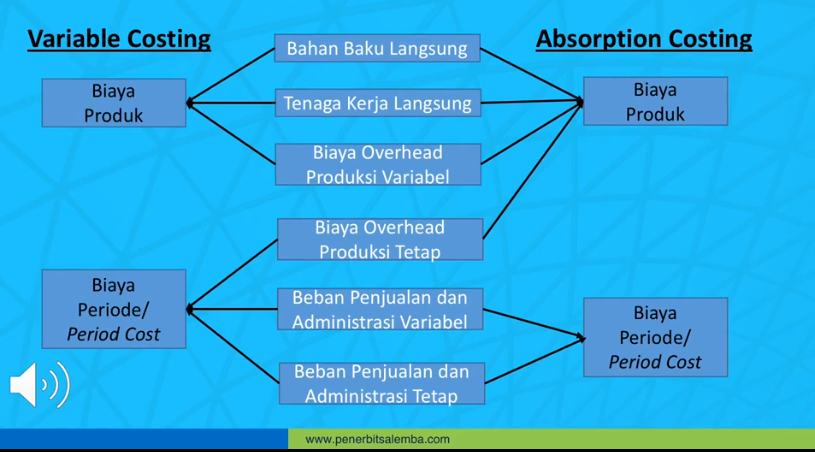 Variable Costing
Absorption Costing
Bahan Baku Langsung
Biaya
Produk
Tenaga Kerja Langsung
Biaya
Produk
Biaya Overhead
Produksi Variabel
Biaya Overhead
Produksi Tetap
Biaya
Periode/
Period Cost
Beban Penjualan dan
Administrasi Variabel
Biaya
Periode/
Period Cost
Beban Penjualan dan
Administrasi Tetap
www.penerbitsalemba.com